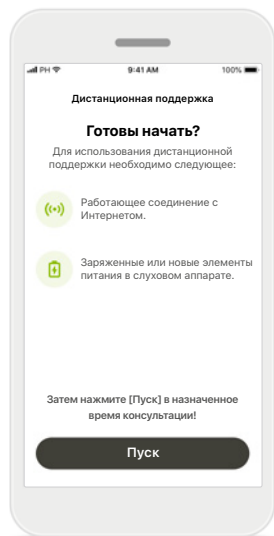 PH 9:41 AM 100%
Дистанционная поддержка
Готовы начать?
Для использования дистанционной
поддержки необходимо следующее:
Работающее соединение с
Интернетом.
Заряженные или новые элементы
питания в слуховом аппарате.
Затем нажмите [Пуск] в назначенное
время консультации!
Пуск